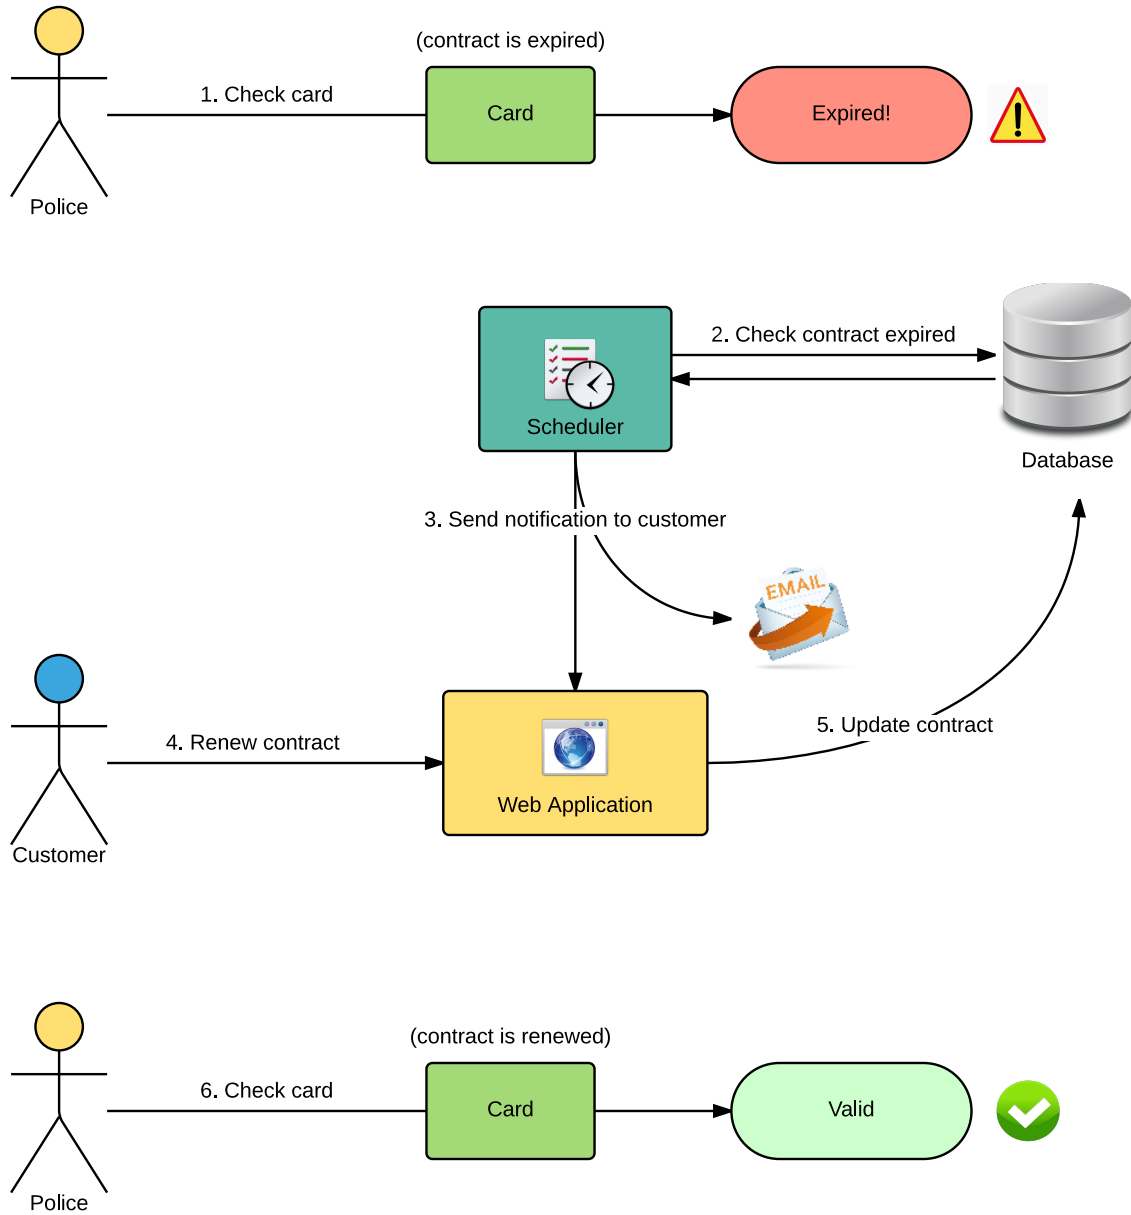 (contract is expired)
1. Check card
Card
Expired!
Police
2. Check contract expired
Scheduler
Database
3. Send notification to customer
EMAIL
4. Renew contract
5. Update contract
Web Application
Customer
(contract is renewed)
6. Check card
Card
Valid
Police